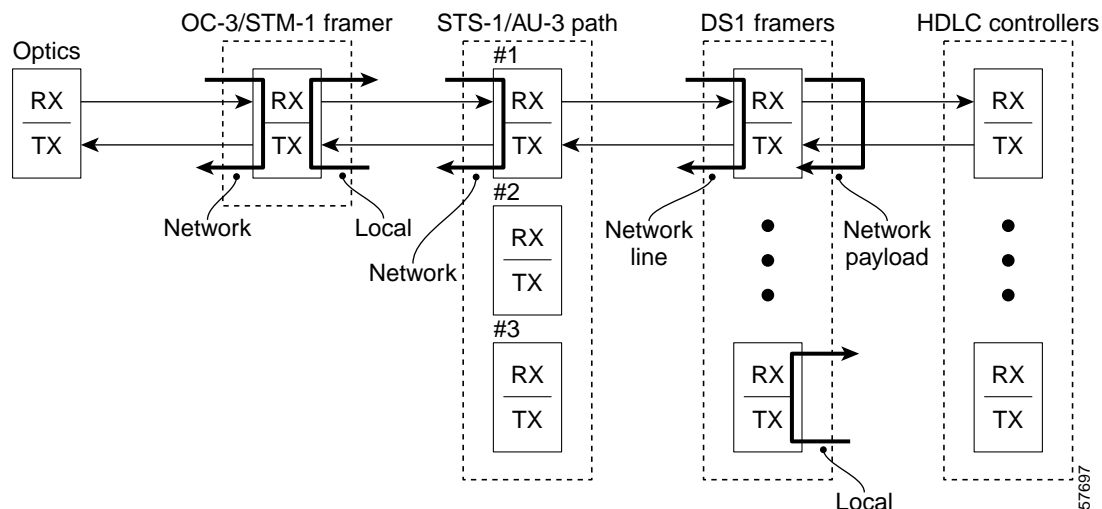 OC-3/STM-1 framer
STS-1/AU-3 path
DS1 framers
HDLC controllers
Optics
#1
RX
TX
RX
TX
RX
TX
RX
TX
RX
TX
Network
Local
Network
Network
line
Network
payload
#2
RX
TX
#3
RX
TX
RX
TX
RX
TX
Local
57697